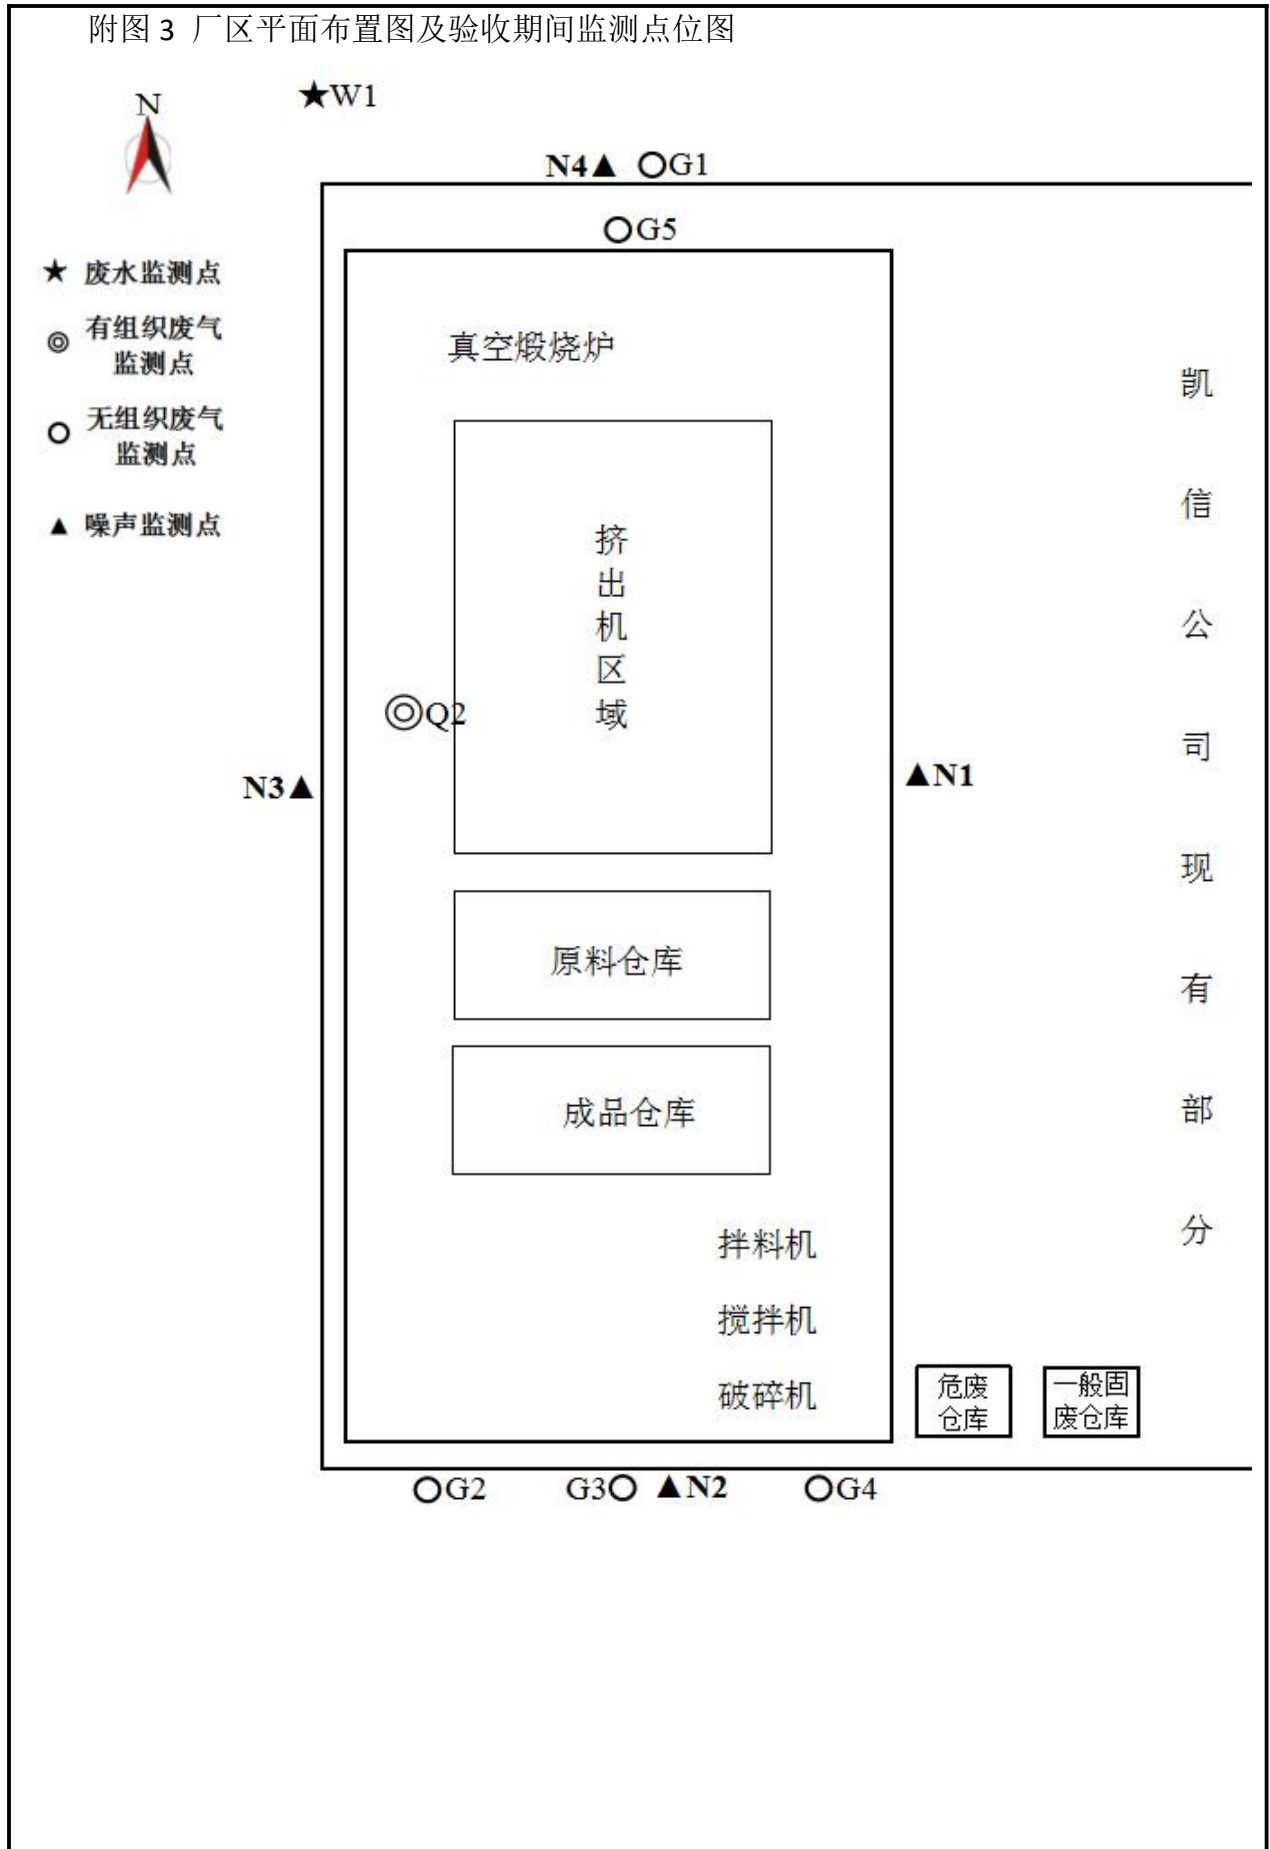 附图 3 厂区平面布置图及验收期间监测点位图
N
★W1
N4▲ ○G1
○G5
★ 废水监测点
◎ 有组织废气
监测点
○ 无组织废气
监测点
▲ 噪声监测点
真空煅烧炉
挤出机区域
◎Q2
N3▲
▲N1
凯信公司现有部分
原料仓库
成品仓库
拌料机
搅拌机
破碎机
危废
仓库
一般固
废仓库
○G2
G3○
▲N2
○G4